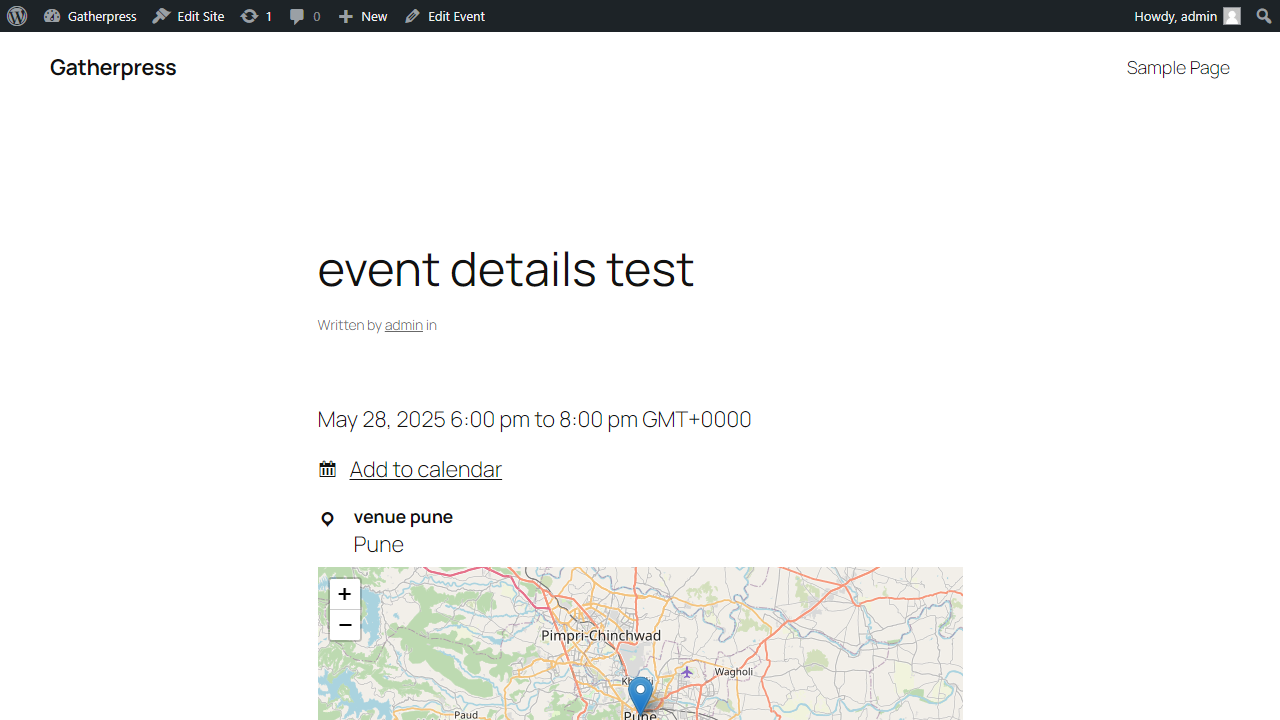 Gatherpress Edit Site 1 0 New Edit Event Howdy, admin
Gatherpress Sample Page
event details test
Written by admin in
May 28, 2025 6:00 pm to 8:00 pm GMT+0000
Add to calendar
venue pune
Pune
+
−
Pimpri-Chinchwad
Wagholi
Paud
Pune